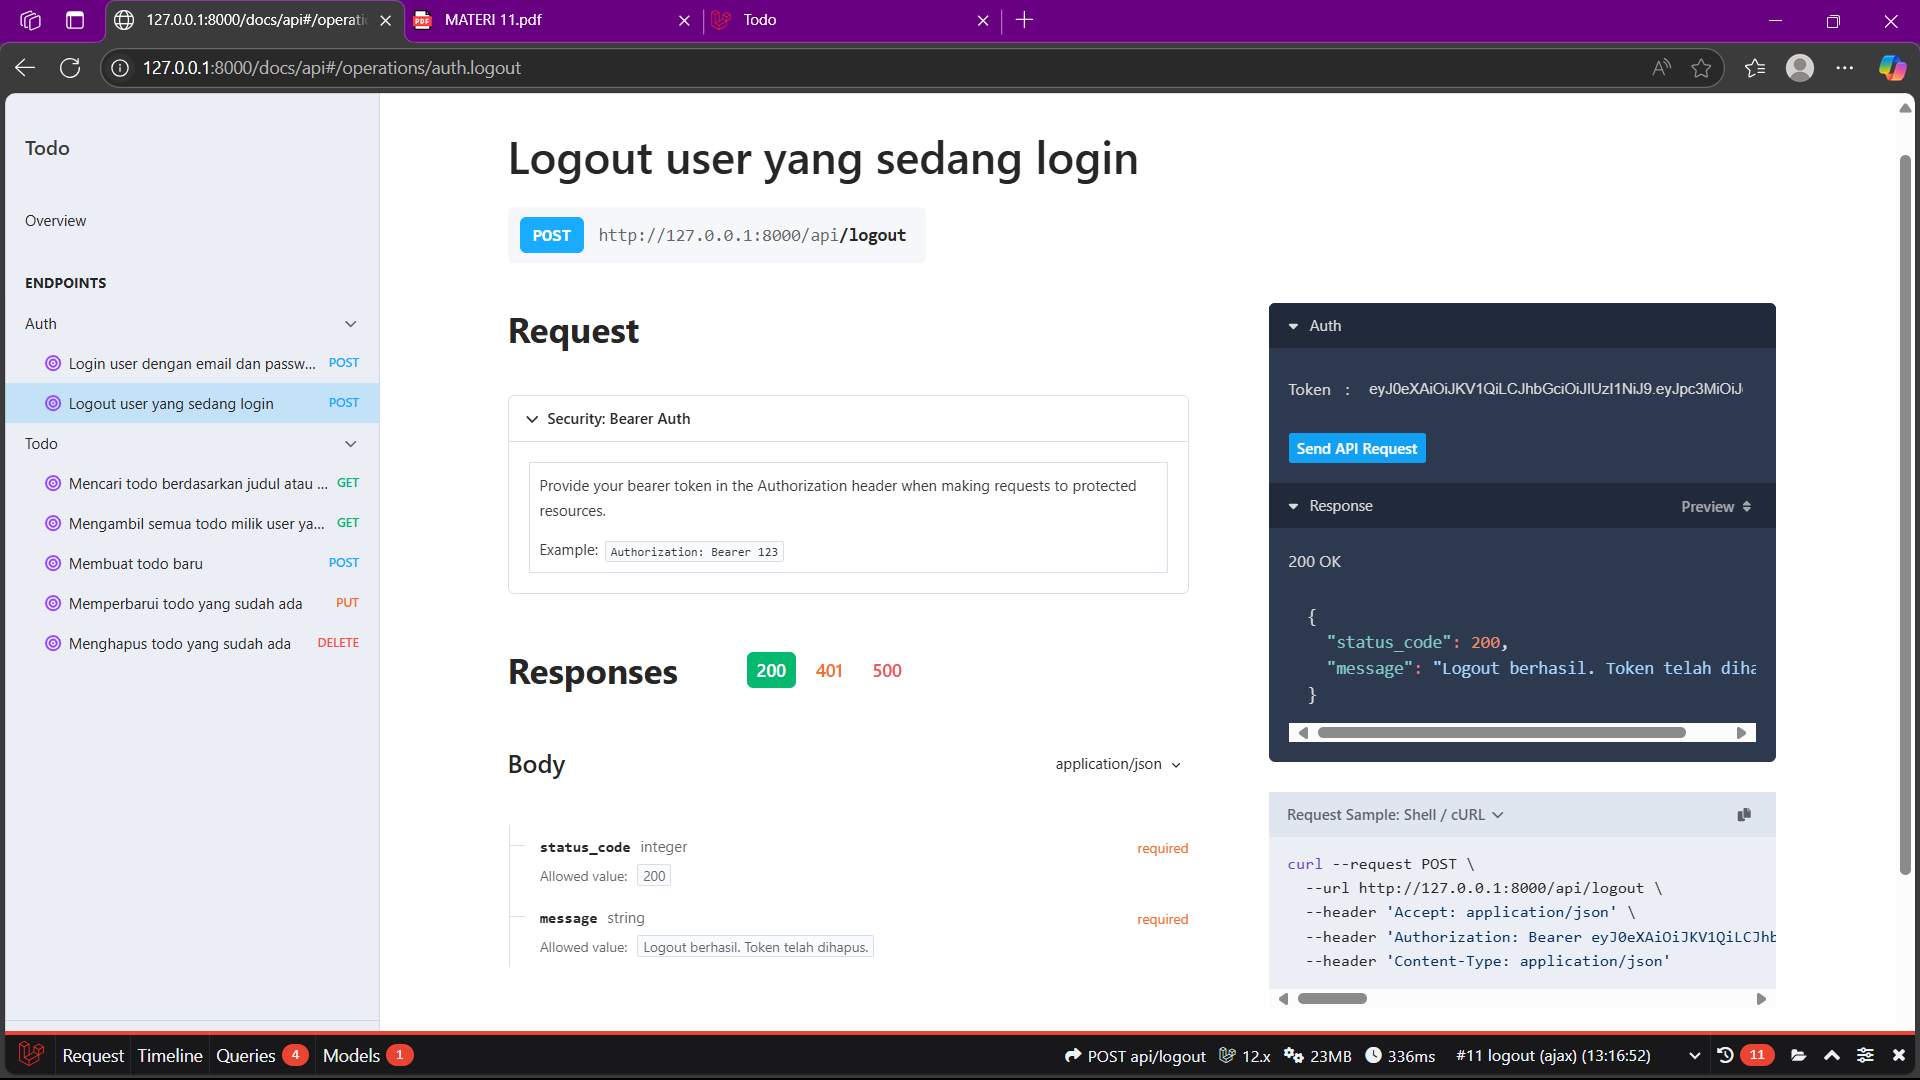 127.0.0.1:8000/docs/api#/operatio
MATERI 11.pdf
Todo
127.0.0.1:8000/docs/api#/operations/auth.logout
Todo
Overview
ENDPOINTS
Auth
Login user dengan email dan passw... POST
Logout user yang sedang login POST
Todo
Mencari todo berdasarkan judul atau ... GET
Mengambil semua todo milik user ya... GET
Membuat todo baru POST
Memperbarui todo yang sudah ada PUT
Menghapus todo yang sudah ada DELETE
Logout user yang sedang login
POST http://127.0.0.1:8000/api/logout
Request
Security: Bearer Auth
Provide your bearer token in the Authorization header when making requests to protected
resources.
Example: Authorization: Bearer 123
Responses 200 401 500
Body application/json
status_code integer required
Allowed value: 200
message string required
Allowed value: Logout berhasil. Token telah dihapus.
Auth
Token : eyJ0eXAiOiJKV1QiLCJhbGciOiJIUzI1NiJ9.eyJpc3MiOiJ
Send API Request
Response Preview
200 OK
{
"status_code": 200,
"message": "Logout berhasil. Token telah diha
}
Request Sample: Shell / cURL
curl --request POST \
--url http://127.0.0.1:8000/api/logout \
--header 'Accept: application/json' \
--header 'Authorization: Bearer eyJ0eXAiOiJKV1QiLCJhb
--header 'Content-Type: application/json'
Request Timeline Queries 4 Models 1 POST api/logout 12.x 23MB 336ms #11 logout (ajax) (13:16:52) 11